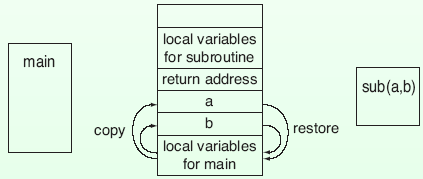 main
local variables
for subroutine
return address
a
b
local variables
for main
copy
restore
sub(a,b)